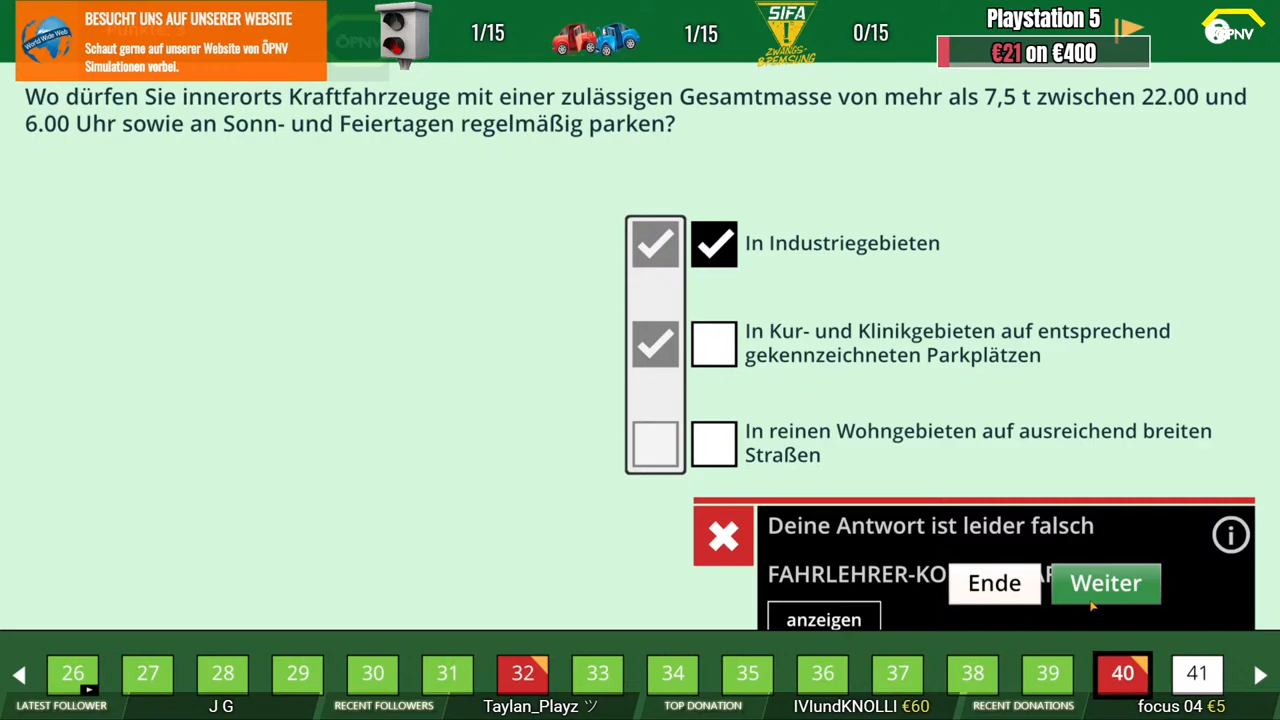 BESUCHT UNS AUF UNSERER WEBSITE
World Wide Web
Schaut gerne auf unserer Website von ÖPNV
Simulationen vorbei.
1/15
1/15
SIFA
ZWANGS-
BREMSUNG
0/15
Playstation 5
€21 on €400
ÖPNV
Wo dürfen Sie innerorts Kraftfahrzeuge mit einer zulässigen Gesamtmasse von mehr als 7,5 t zwischen 22.00 und
6.00 Uhr sowie an Sonn- und Feiertagen regelmäßig parken?
In Industriegebieten
In Kur- und Klinikgebieten auf entsprechend
gekennzeichneten Parkplätzen
In reinen Wohngebieten auf ausreichend breiten
Straßen
Deine Antwort ist leider falsch
FAHRLEHRER-KO
Ende
Weiter
anzeigen
26 27 28 29 30 31 32 33 34 35 36 37 38 39 40 41
LATEST FOLLOWER J G RECENT FOLLOWERS Taylan_Playz ツ TOP DONATION IVIundKNOLLI €60 RECENT DONATIONS focus 04 €5